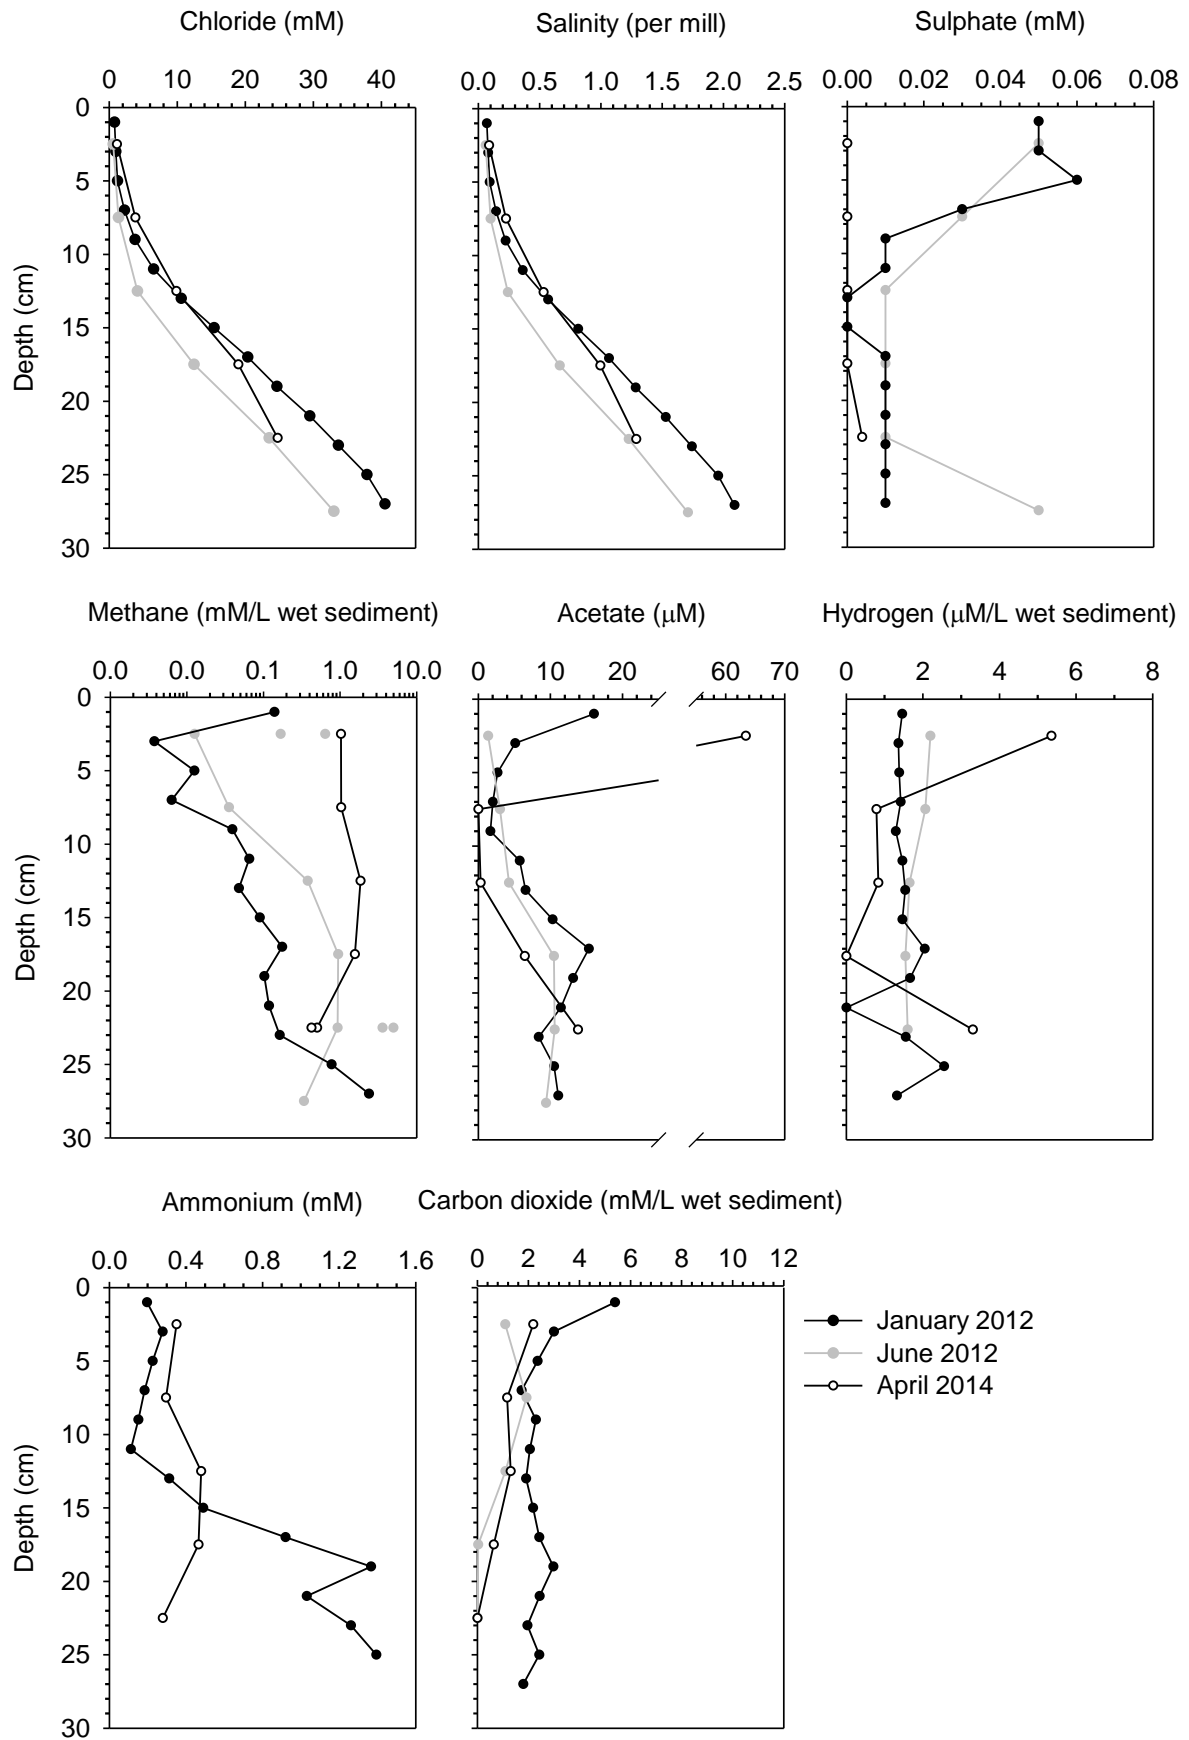 Chloride (mM) Salinity (per mill) Sulphate (mM)
0 10 20 30 40 0.0 0.5 1.0 1.5 2.0 2.5 0.00 0.02 0.04 0.06 0.08
0
5
10
15
20
25
30
Depth (cm)
Methane (mM/L wet sediment) Acetate (μM) Hydrogen (μM/L wet sediment)
0.0 0.0 0.1 1.0 10.0 0 10 20 60 70 0 2 4 6 8
0
5
10
15
20
25
30
Depth (cm)
Ammonium (mM) Carbon dioxide (mM/L wet sediment)
0.0 0.4 0.8 1.2 1.6 0 2 4 6 8 10 12
0
5
10
15
20
25
30
Depth (cm)
January 2012
June 2012
April 2014